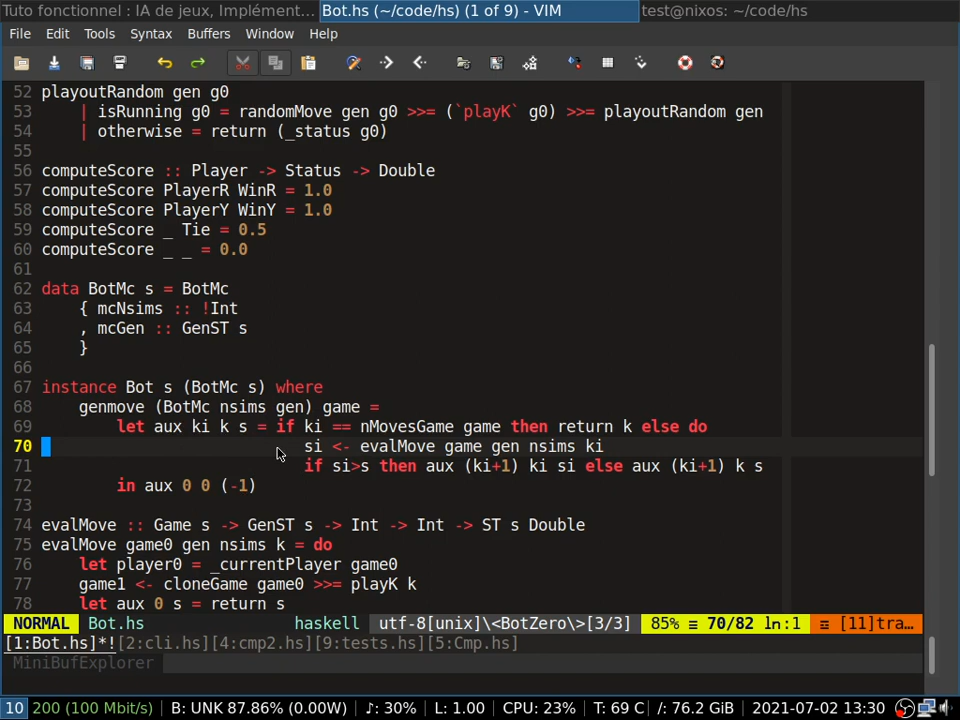 Tuto fonctionnel : IA de jeux, Implément... Bot.hs (~/code/hs) (1 of 9) - VIM test@nixos: ~/code/hs
File Edit Tools Syntax Buffers Window Help
52 playoutRandom gen g0
53     | isRunning g0 = randomMove gen g0 >>= (`playK` g0) >>= playoutRandom gen
54     | otherwise = return (_status g0)
55
56 computeScore :: Player -> Status -> Double
57 computeScore PlayerR WinR = 1.0
58 computeScore PlayerY WinY = 1.0
59 computeScore _ Tie = 0.5
60 computeScore _ _ = 0.0
61
62 data BotMc s = BotMc
63     { mcNsims :: !Int
64     , mcGen :: GenST s
65     }
66
67 instance Bot s (BotMc s) where
68     genmove (BotMc nsims gen) game =
69         let aux ki k s = if ki == nMovesGame game then return k else do
70                             si <- evalMove game gen nsims ki
71                             if si>s then aux (ki+1) ki si else aux (ki+1) k s
72         in aux 0 0 (-1)
73
74 evalMove :: Game s -> GenST s -> Int -> Int -> ST s Double
75 evalMove game0 gen nsims k = do
76     let player0 = _currentPlayer game0
77     game1 <- cloneGame game0 >>= playK k
78     let aux 0 s = return s
NORMAL Bot.hs haskell utf-8[unix]\<BotZero\>[3/3] 85% ≡ 70/82 ln:1 ☲ [11]tra…
[1:Bot.hs]*![2:cli.hs][4:cmp2.hs][9:tests.hs][5:Cmp.hs]
MiniBufExplorer
10 200 (100 Mbit/s) | B: UNK 87.86% (0.00W) | ♪: 30% | L: 1.00 | CPU: 23% | T: 69 C | /: 76.2 GiB | 2021-07-02 13:30